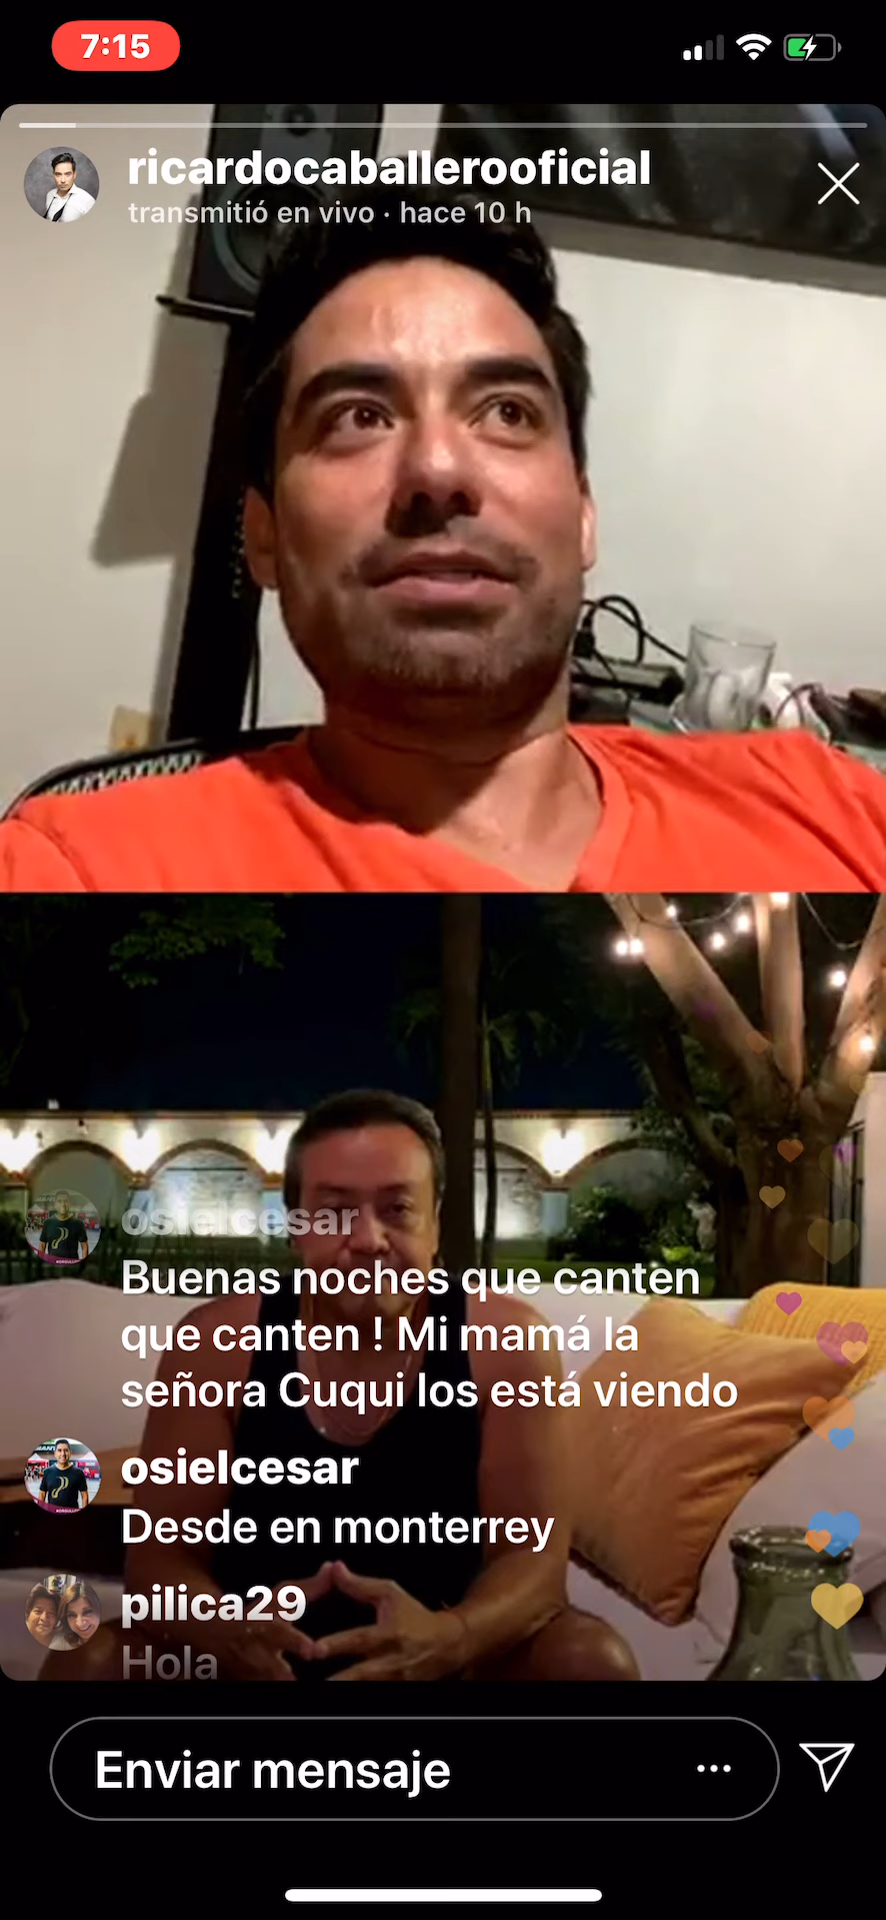 7:15
ricardocaballerooficial
transmitió en vivo · hace 10 h
osielcesar
Buenas noches que canten
que canten ! Mi mamá la
señora Cuqui los está viendo
osielcesar
Desde en monterrey
pilica29
Hola
Enviar mensaje